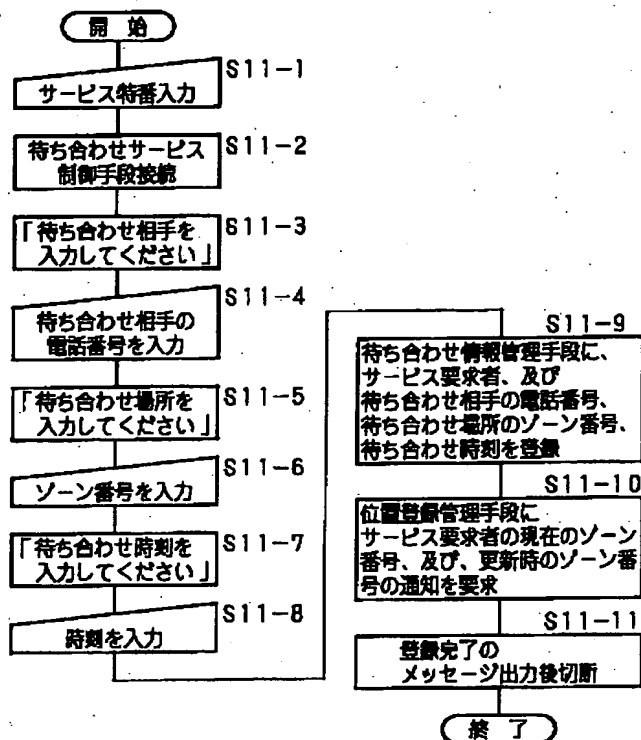 開 始
S11-1
サービス特番入力
S11-2
待ち合わせサービス
制御手段接続
S11-3
「待ち合わせ相手を
入力してください」
S11-4
待ち合わせ相手の
電話番号を入力
S11-5
「待ち合わせ場所を
入力してください」
S11-6
ゾーン番号を入力
S11-7
「待ち合わせ時刻を
入力してください」
S11-8
時刻を入力
S11-9
待ち合わせ情報管理手段に、
サービス要求者、及び
待ち合わせ相手の電話番号、
待ち合わせ場所のゾーン番号、
待ち合わせ時刻を登録
S11-10
位置登録管理手段に
サービス要求者の現在のゾーン
番号、及び、更新時のゾーン番
号の通知を要求
S11-11
登録完了の
メッセージ出力後切断
終 了